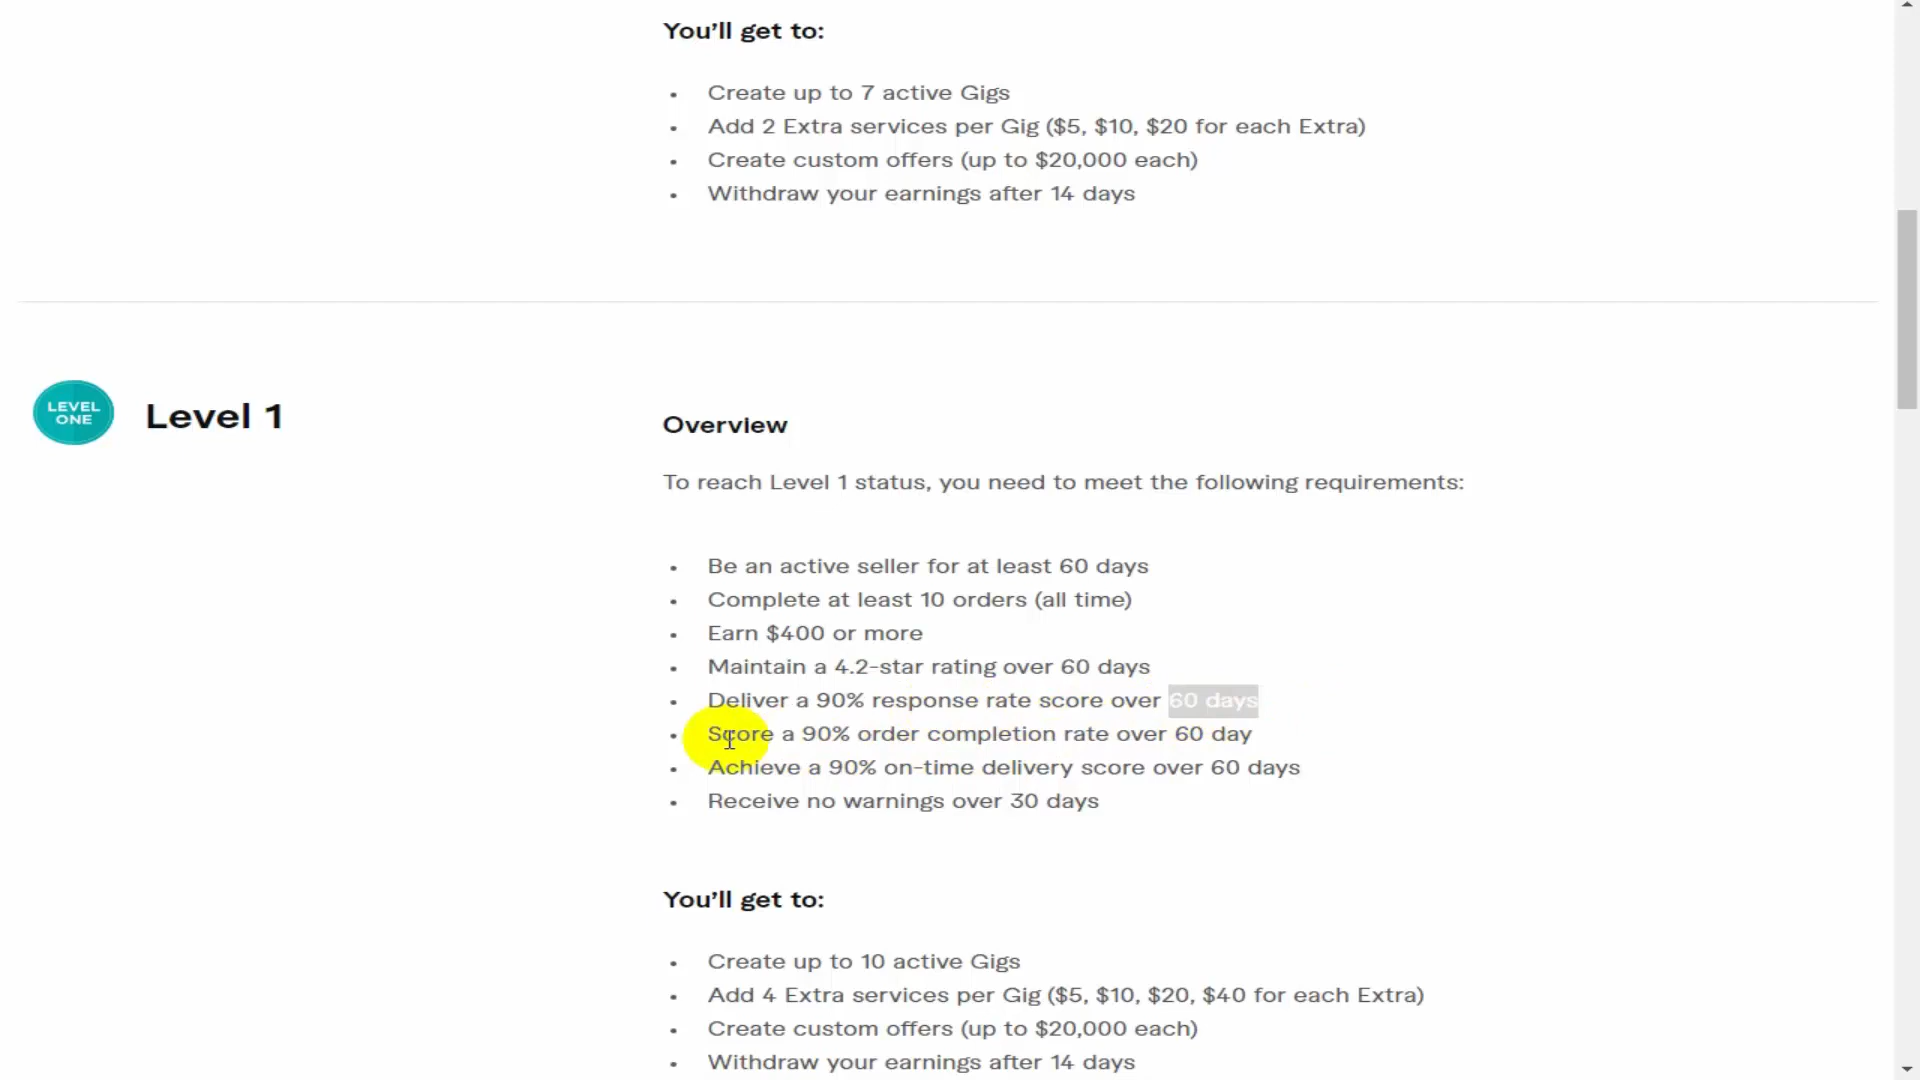 You'll get to:
• Create up to 7 active Gigs
• Add 2 Extra services per Gig ($5, $10, $20 for each Extra)
• Create custom offers (up to $20,000 each)
• Withdraw your earnings after 14 days
LEVEL
ONE
Level 1
Overview
To reach Level 1 status, you need to meet the following requirements:
• Be an active seller for at least 60 days
• Complete at least 10 orders (all time)
• Earn $400 or more
• Maintain a 4.2-star rating over 60 days
• Deliver a 90% response rate score over 60 days
• Score a 90% order completion rate over 60 day
• Achieve a 90% on-time delivery score over 60 days
• Receive no warnings over 30 days
You'll get to:
• Create up to 10 active Gigs
• Add 4 Extra services per Gig ($5, $10, $20, $40 for each Extra)
• Create custom offers (up to $20,000 each)
• Withdraw your earnings after 14 days